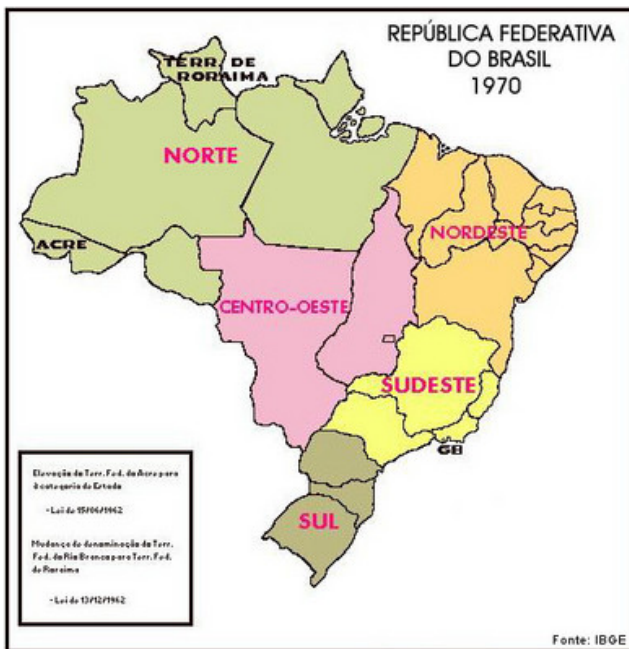 REPÚBLICA FEDERATIVA
DO BRASIL
1970
TERR. DE
RORAIMA
NORTE
ACRE
NORDESTE
CENTRO-OESTE
SUDESTE
GB
SUL
Elevação do Terr. Fed. do Acre para
à categoria de Estado
- Lei de 15/06/1962
Mudança de denominação do Terr.
Fed. do Rio Branco para Terr. Fed.
de Roraima
- Lei de 13/12/1962
Fonte: IBGE